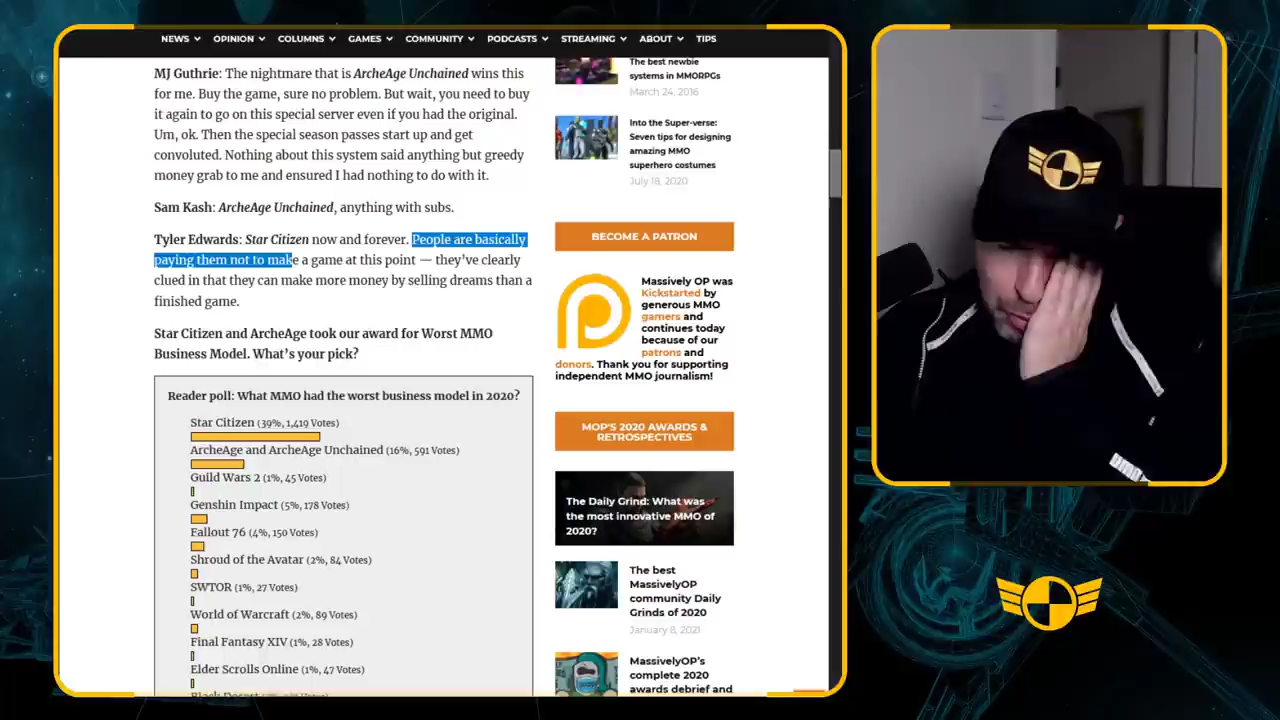 NEWS OPINION COLUMNS GAMES COMMUNITY PODCASTS STREAMING ABOUT TIPS
MJ Guthrie: The nightmare that is ArcheAge Unchained wins this
for me. Buy the game, sure no problem. But wait, you need to buy
it again to go on this special server even if you had the original.
Um, ok. Then the special season passes start up and get
convoluted. Nothing about this system said anything but greedy
money grab to me and ensured I had nothing to do with it.
Sam Kash: ArcheAge Unchained, anything with subs.
Tyler Edwards: Star Citizen now and forever. People are basically
paying them not to make a game at this point — they’ve clearly
clued in that they can make more money by selling dreams than a
finished game.
Star Citizen and ArcheAge took our award for Worst MMO
Business Model. What’s your pick?
Reader poll: What MMO had the worst business model in 2020?
Star Citizen (39%, 1,419 Votes)
ArcheAge and ArcheAge Unchained (16%, 591 Votes)
Guild Wars 2 (1%, 45 Votes)
Genshin Impact (5%, 178 Votes)
Fallout 76 (4%, 150 Votes)
Shroud of the Avatar (2%, 84 Votes)
SWTOR (1%, 27 Votes)
World of Warcraft (2%, 89 Votes)
Final Fantasy XIV (1%, 28 Votes)
Elder Scrolls Online (1%, 47 Votes)
Black Desert
The best newbie
systems in MMORPGs
March 24, 2016
Into the Super-verse:
Seven tips for designing
amazing MMO
superhero costumes
July 18, 2020
BECOME A PATRON
Massively OP was
Kickstarted by
generous MMO
gamers and
continues today
because of our
patrons and
donors. Thank you for supporting
independent MMO journalism!
MOP'S 2020 AWARDS &
RETROSPECTIVES
The Daily Grind: What was
the most innovative MMO of
2020?
The best
MassivelyOP
community Daily
Grinds of 2020
January 8, 2021
MassivelyOP’s
complete 2020
awards debrief and